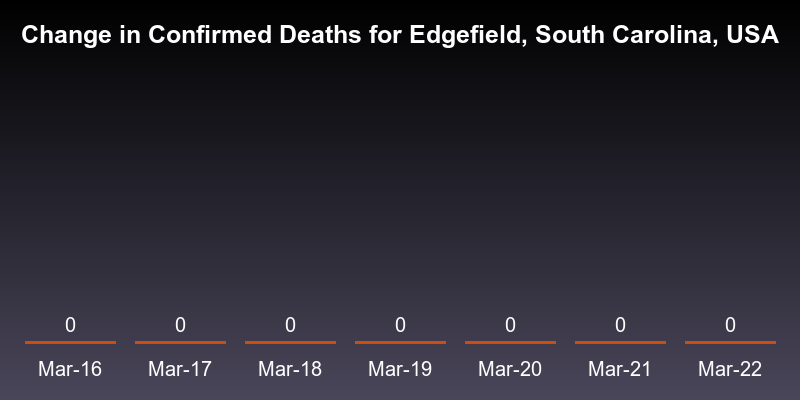 Change in Confirmed Deaths for Edgefield, South Carolina, USA
0 0 0 0 0 0 0
Mar-16 Mar-17 Mar-18 Mar-19 Mar-20 Mar-21 Mar-22